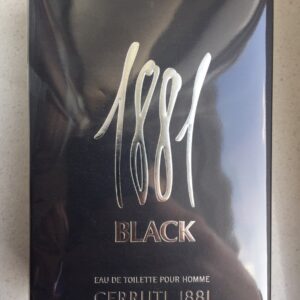 1881
BLACK
EAU DE TOILETTE POUR HOMME
CERRUTI 1881